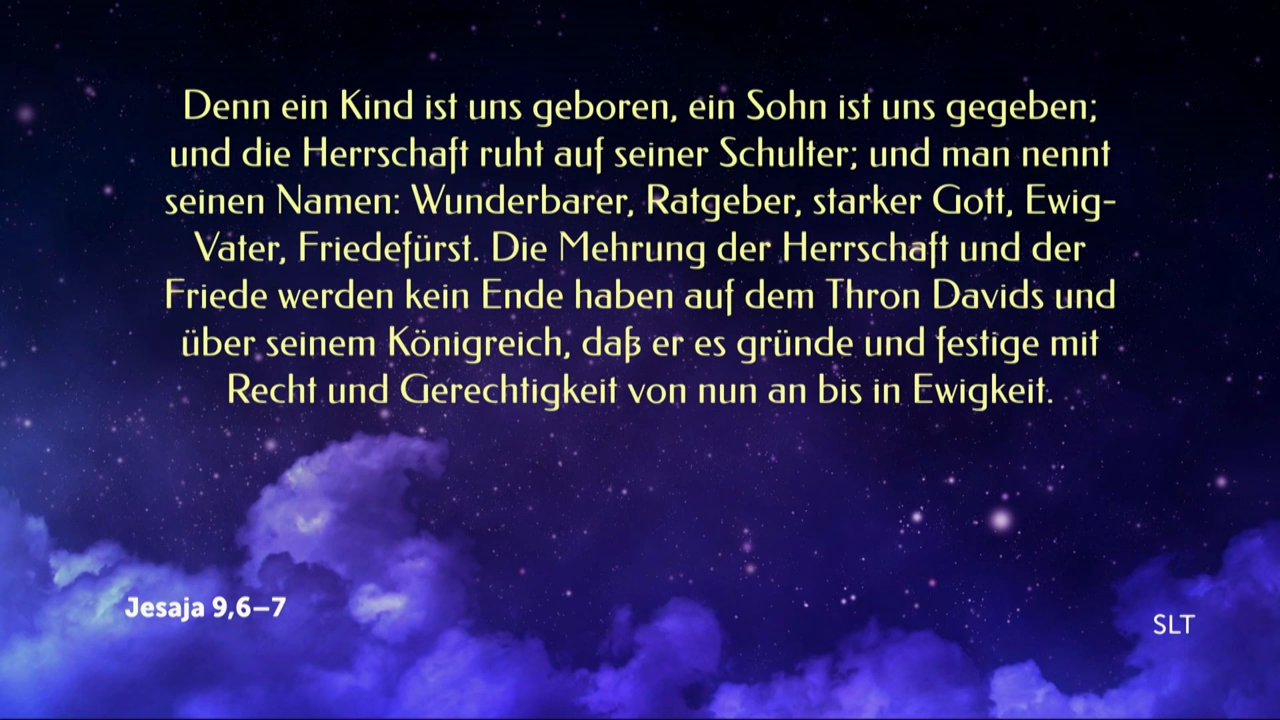 Denn ein Kind ist uns geboren, ein Sohn ist uns gegeben;
und die Herrschaft ruht auf seiner Schulter; und man nennt
seinen Namen: Wunderbarer, Ratgeber, starker Gott, Ewig-
Vater, Friedefürst. Die Mehrung der Herrschaft und der
Friede werden kein Ende haben auf dem Thron Davids und
über seinem Königreich, daß er es gründe und festige mit
Recht und Gerechtigkeit von nun an bis in Ewigkeit.
Jesaja 9,6–7
SLT